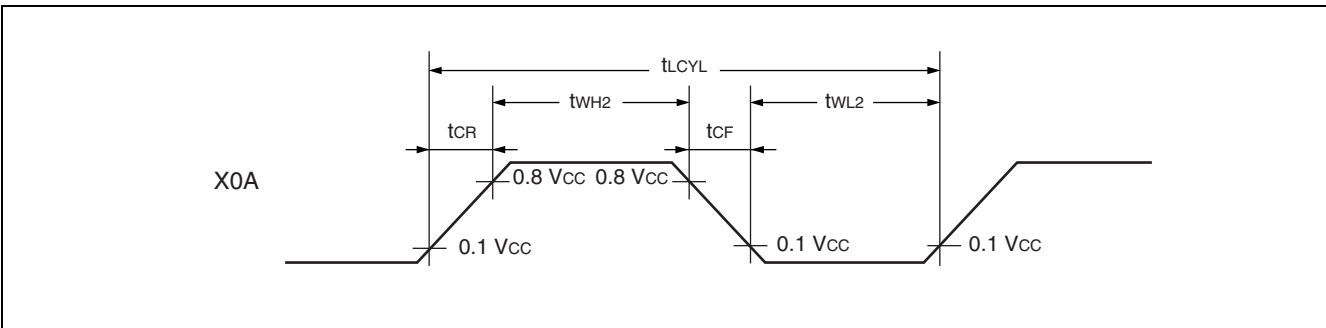 tLCYL
tWH2
tWL2
tCR
tCF
X0A
0.8 VCC 0.8 VCC
0.1 VCC
0.1 VCC
0.1 VCC